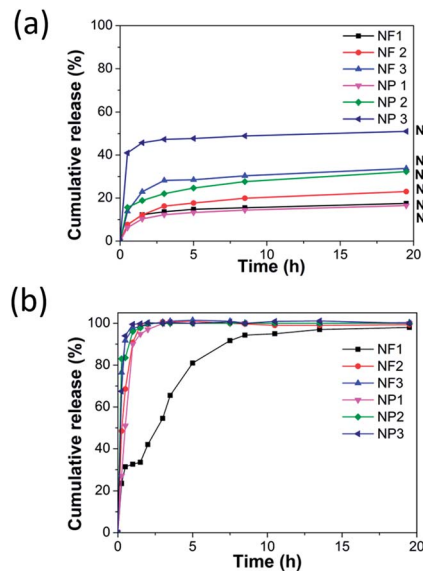 (a)
Cumulative release (%)
100
80
60
40
20
0
NF1
NF 2
NF 3
NP 1
NP 2
NP 3
N
N
N
N
N
N
0
5
10
15
20
Time (h)
(b)
Cumulative release (%)
100
80
60
40
20
0
NF1
NF2
NF3
NP1
NP2
NP3
0
5
10
15
20
Time (h)